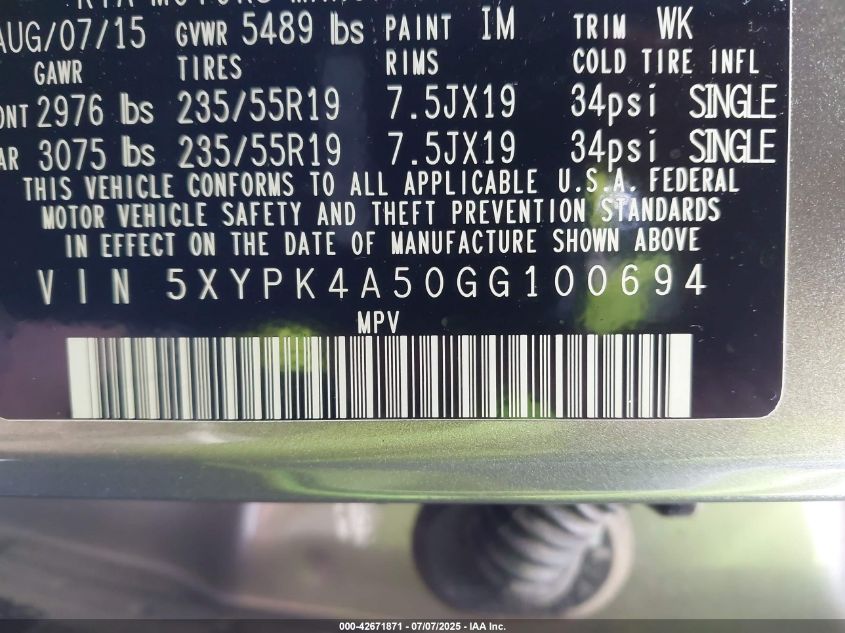 AUG/07/15 GVWR 5489 lbs PAINT IM TRIM WK
GAWR TIRES RIMS COLD TIRE INFL
2976 lbs 235/55R19 7.5JX19 34psi SINGLE
3075 lbs 235/55R19 7.5JX19 34psi SINGLE
THIS VEHICLE CONFORMS TO ALL APPLICABLE U.S.A. FEDERAL
MOTOR VEHICLE SAFETY AND THEFT PREVENTION STANDARDS
IN EFFECT ON THE DATE OF MANUFACTURE SHOWN ABOVE
VIN 5XYPK4A50GG100694
MPV
000-42671871 / 07/07/2025 - IAA Inc.